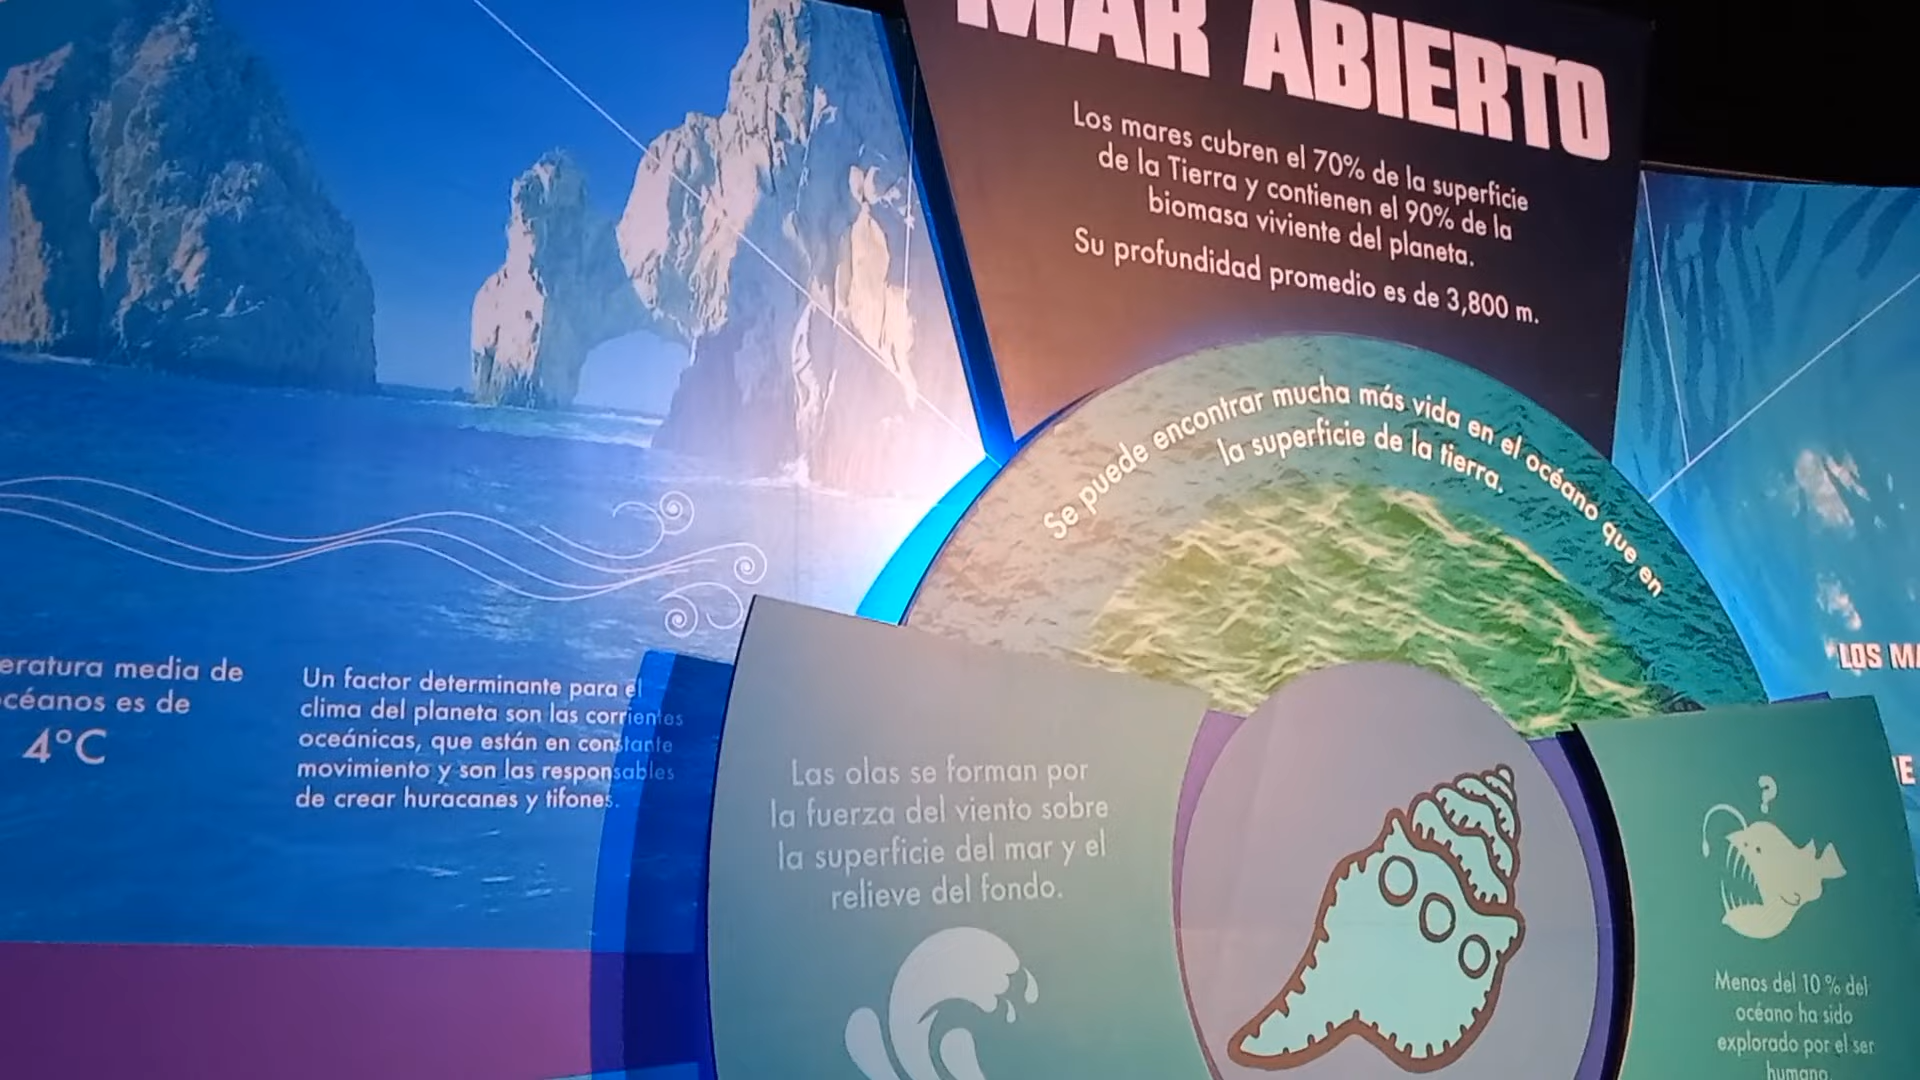 MAR ABIERTO
Los mares cubren el 70% de la superficie
de la Tierra y contienen el 90% de la
biomasa viviente del planeta.
Su profundidad promedio es de 3,800 m.
Se puede encontrar mucha más vida en el océano que en
la superficie de la tierra.
eratura media de
océanos es de
4°C
Un factor determinante para el
clima del planeta son las corrientes
oceánicas, que están en constante
movimiento y son las responsables
de crear huracanes y tifones.
Las olas se forman por
la fuerza del viento sobre
la superficie del mar y el
relieve del fondo.
?
Menos del 10 % del
océano ha sido
explorado por el ser
humano.
LOS MA